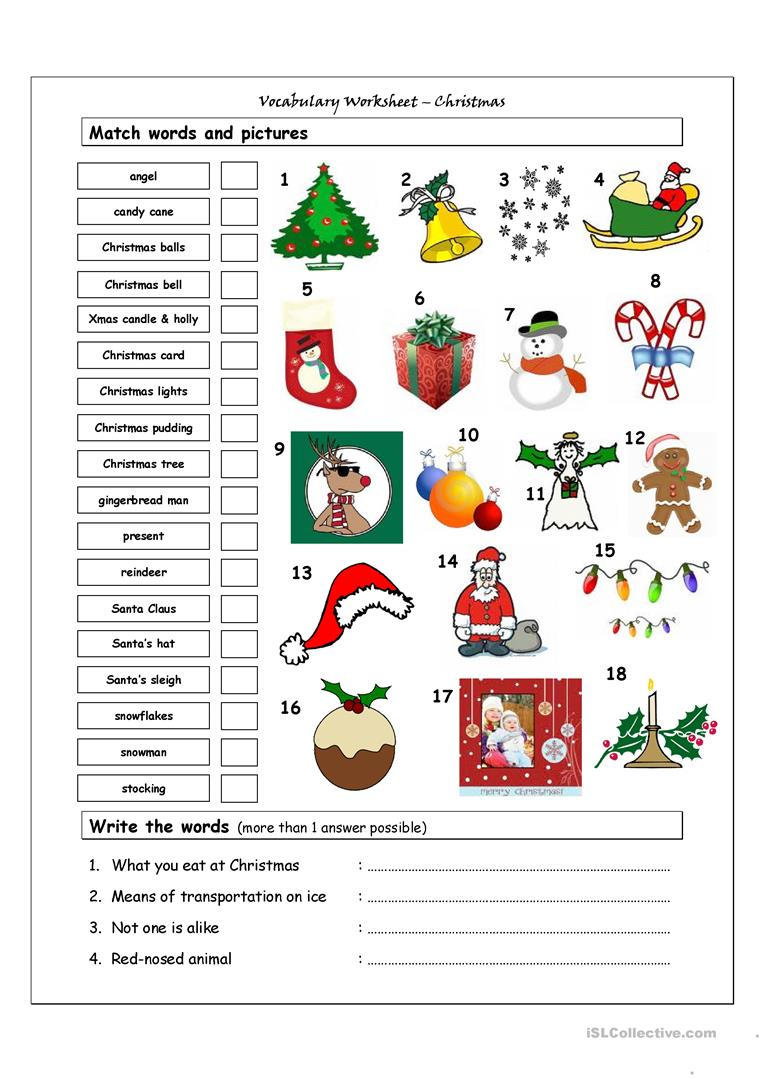 Vocabulary Worksheet – Christmas
Match words and pictures
angel
candy cane
Christmas balls
Christmas bell
Xmas candle & holly
Christmas card
Christmas lights
Christmas pudding
Christmas tree
gingerbread man
present
reindeer
Santa Claus
Santa's hat
Santa's sleigh
snowflakes
snowman
stocking
1
2
3
4
5
6
7
8
9
10
11
12
13
14
15
16
17
18
merry christmas!
Write the words (more than 1 answer possible)
1. What you eat at Christmas : ....................................................................................
2. Means of transportation on ice : ....................................................................................
3. Not one is alike : ....................................................................................
4. Red-nosed animal : ....................................................................................
iSLCollective.com